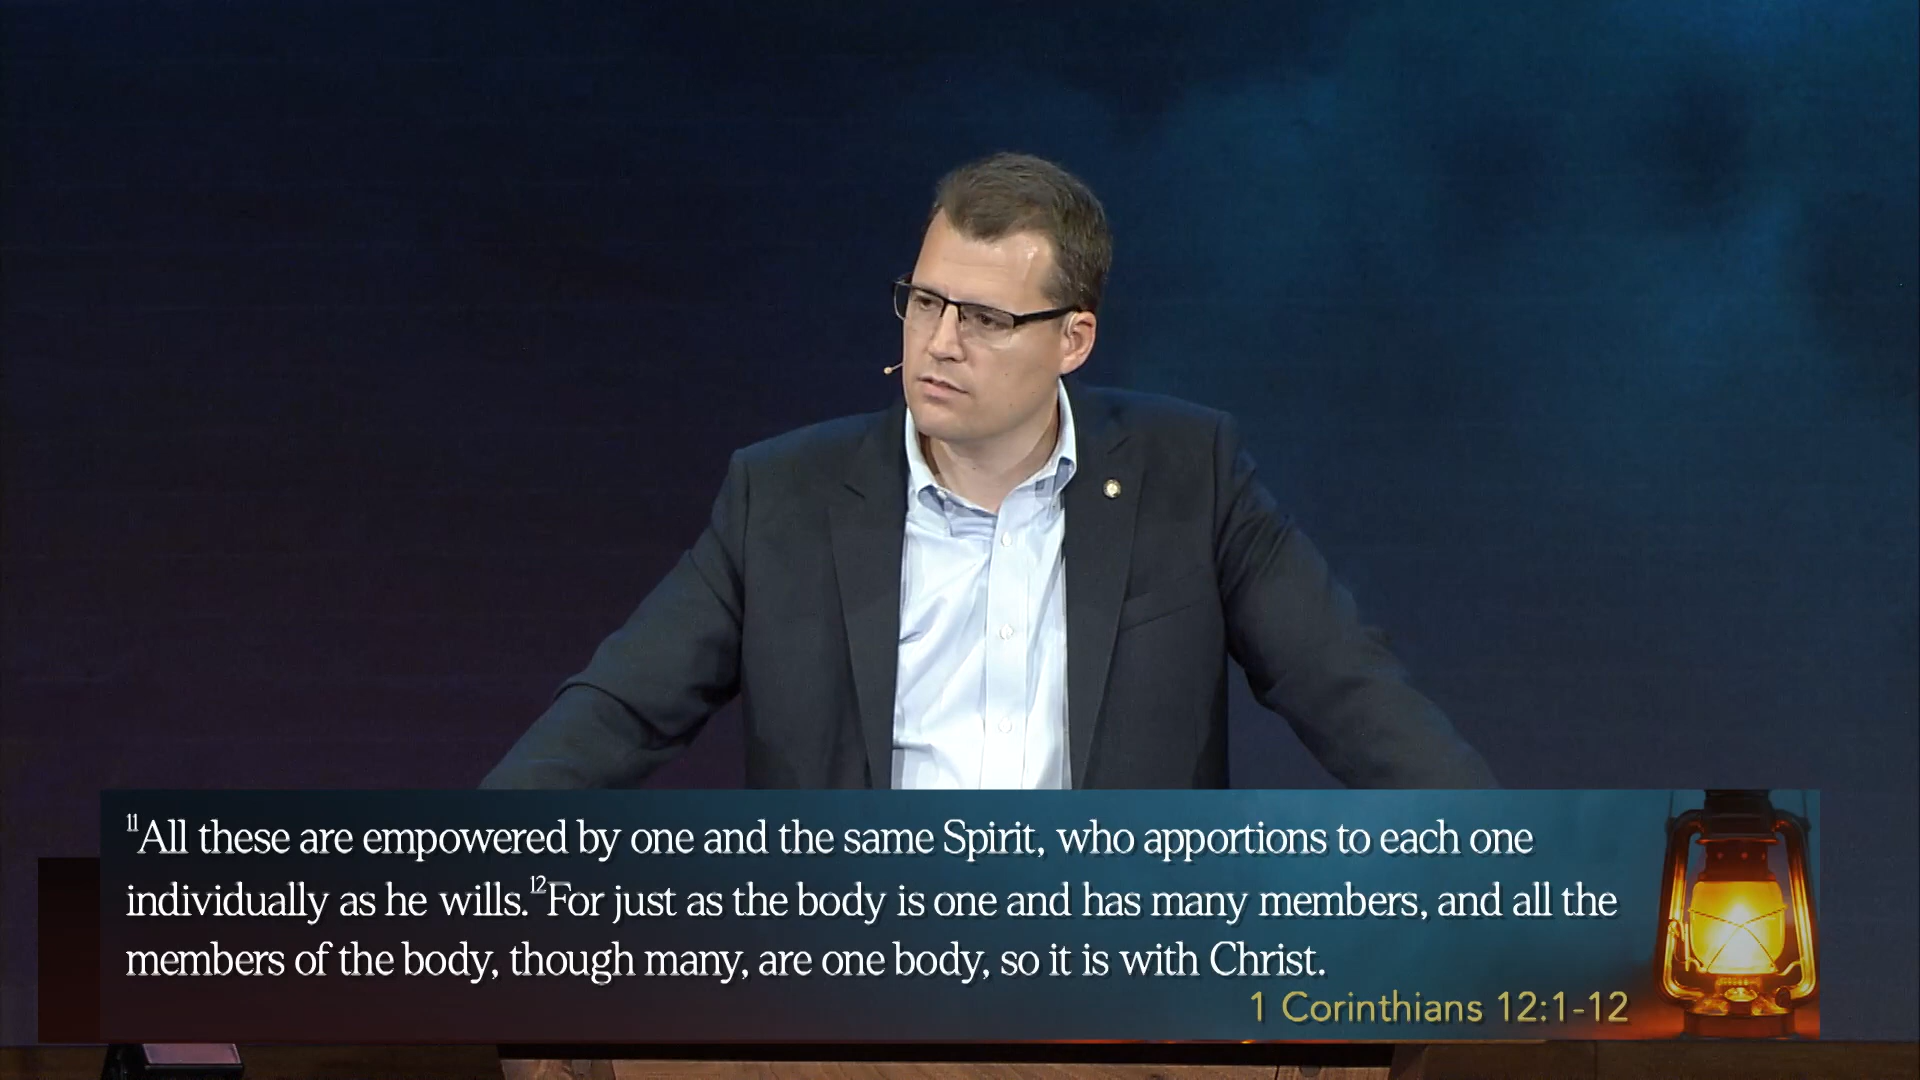 ¹¹All these are empowered by one and the same Spirit, who apportions to each one
individually as he wills.¹²For just as the body is one and has many members, and all the
members of the body, though many, are one body, so it is with Christ.
1 Corinthians 12:1-12